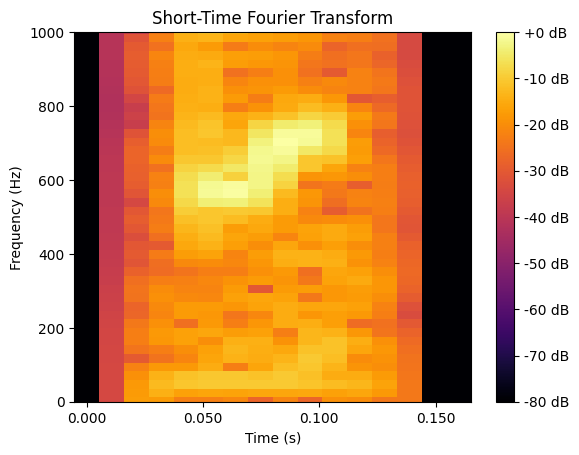 Short-Time Fourier Transform
1000
800
600
400
200
0
Frequency (Hz)
0.000
0.050
0.100
0.150
Time (s)
+0 dB
-10 dB
-20 dB
-30 dB
-40 dB
-50 dB
-60 dB
-70 dB
-80 dB